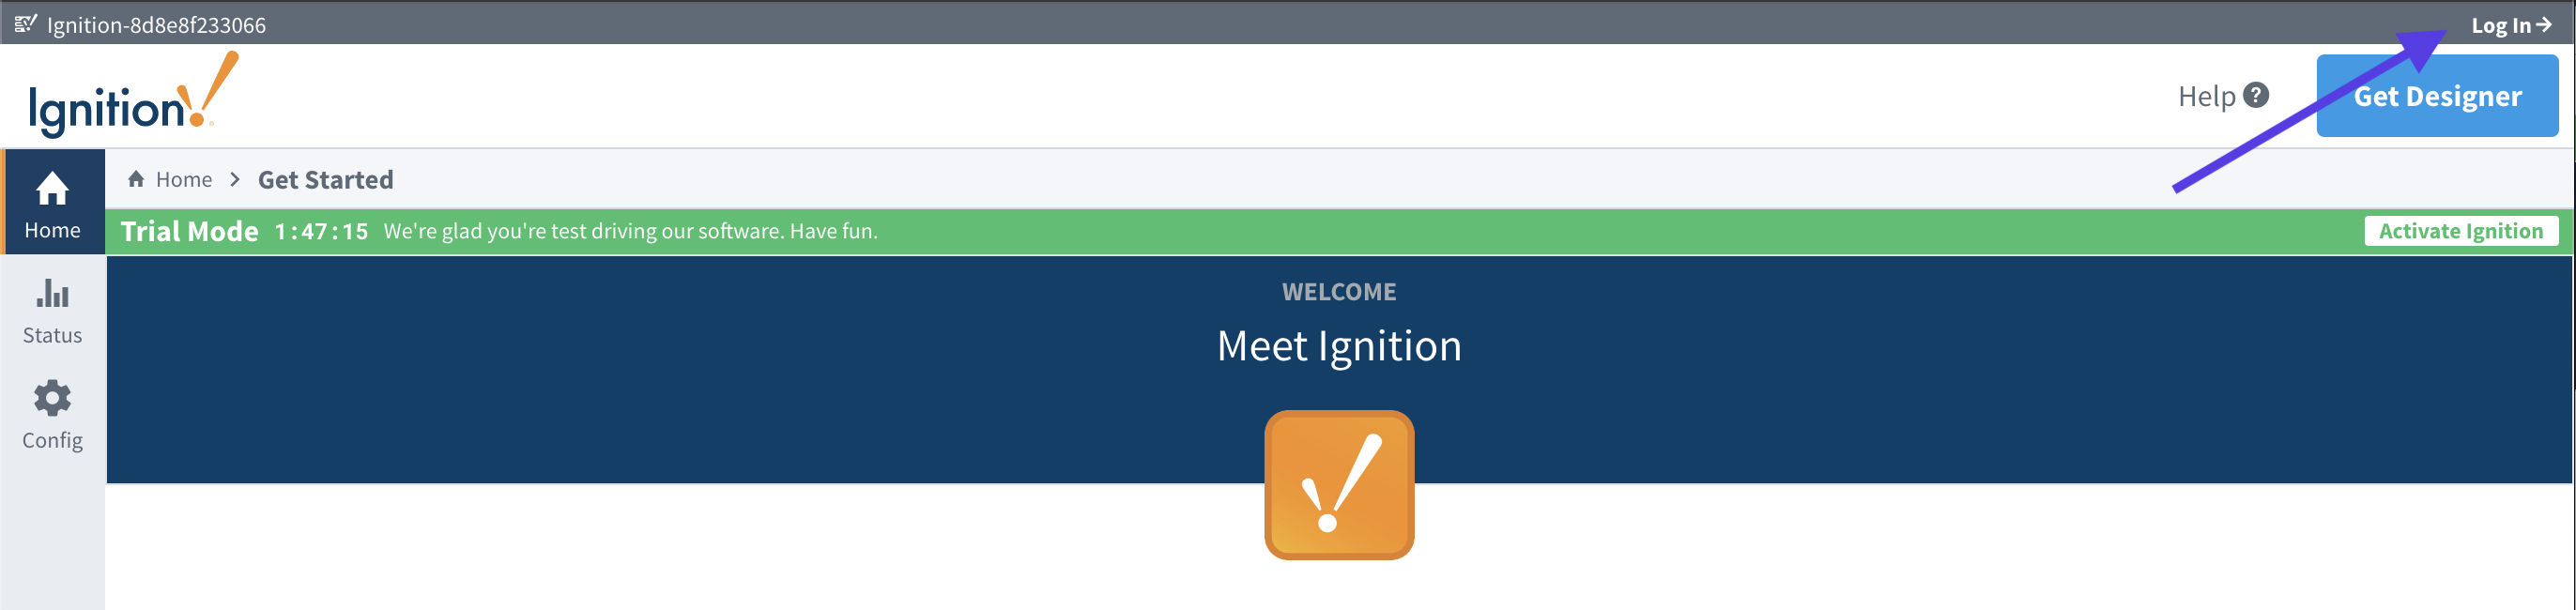 Ignition-8d8e8f233066
Log In
Ignition
Help ?
Get Designer
Home > Get Started
Home
Trial Mode 1:47:15 We're glad you're test driving our software. Have fun.
Activate Ignition
WELCOME
Meet Ignition
Status
Config